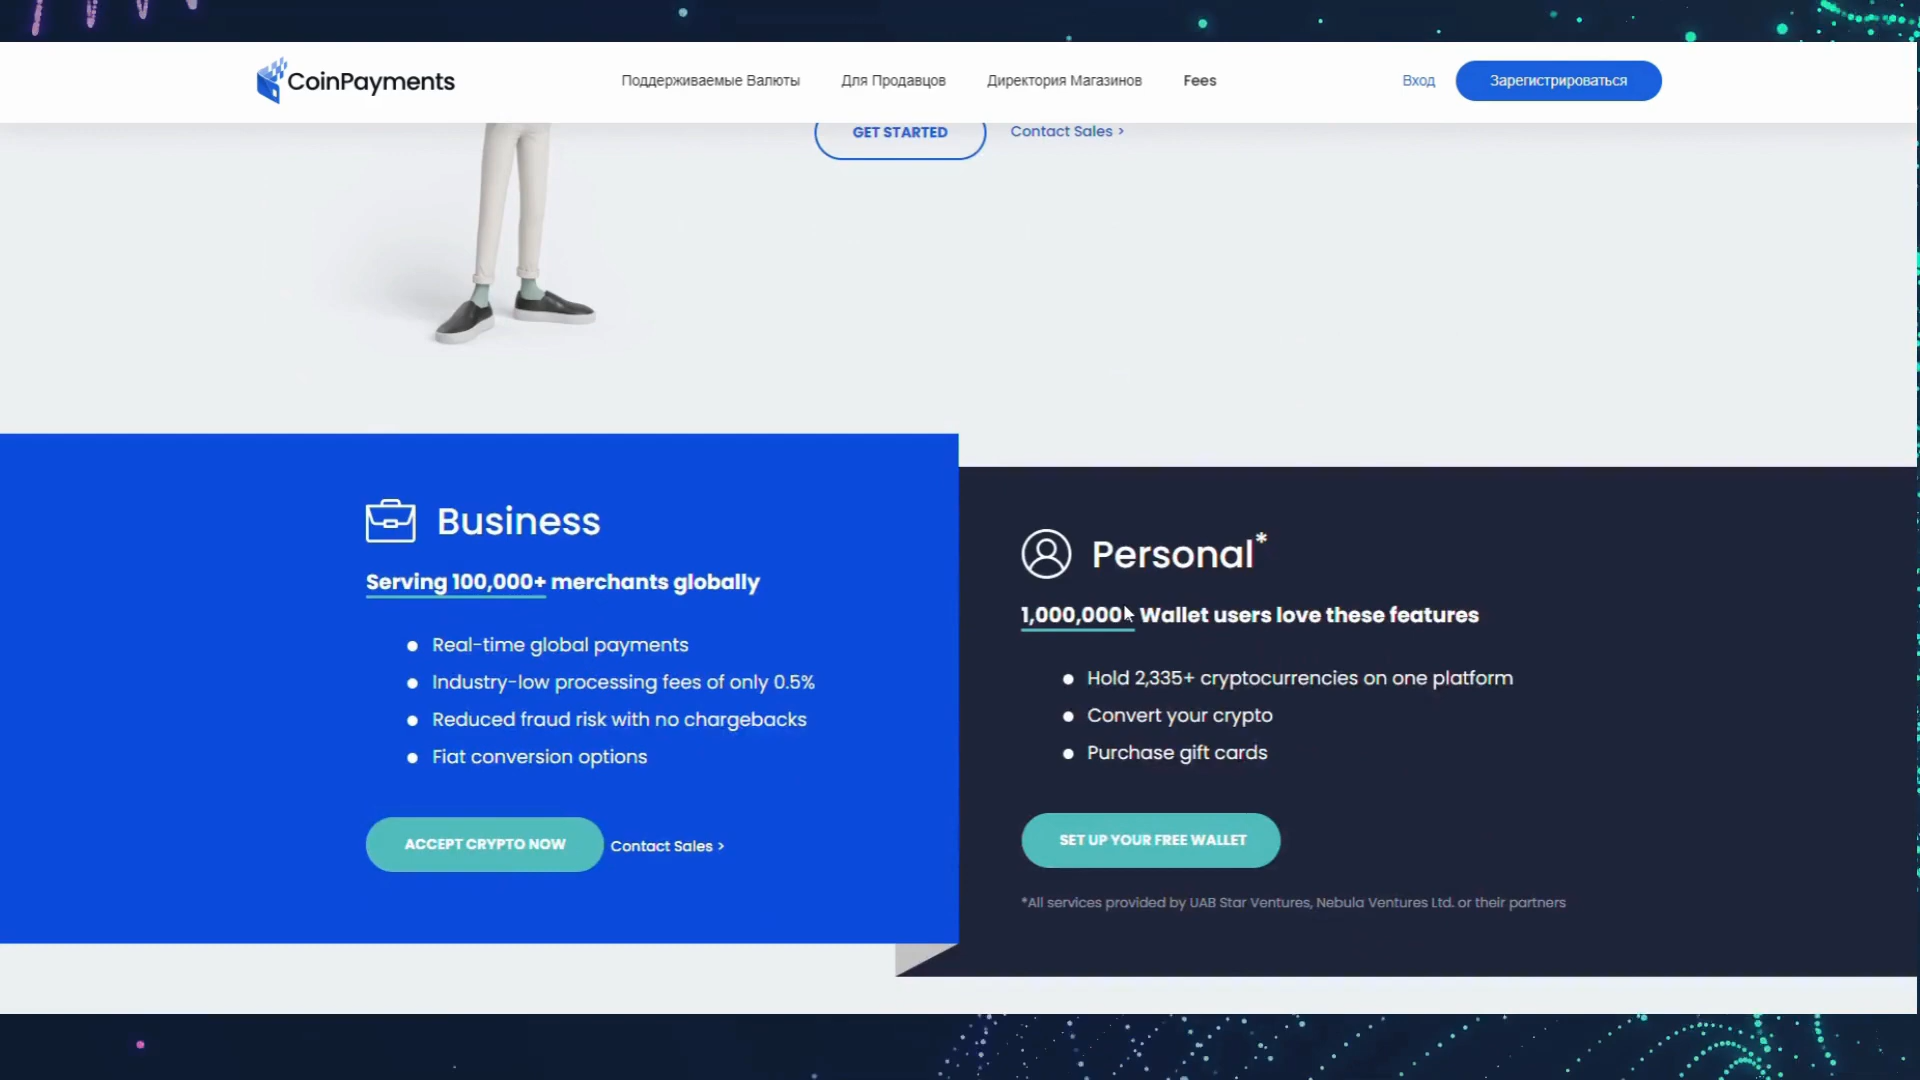 CoinPayments
Поддерживаемые Валюты
Для Продавцов
Директория Магазинов
Fees
Вход
Зарегистрироваться
GET STARTED
Contact Sales >
Business
Serving 100,000+ merchants globally
Real-time global payments
Industry-low processing fees of only 0.5%
Reduced fraud risk with no chargebacks
Fiat conversion options
ACCEPT CRYPTO NOW
Contact Sales >
Personal*
1,000,000+ Wallet users love these features
Hold 2,335+ cryptocurrencies on one platform
Convert your crypto
Purchase gift cards
SET UP YOUR FREE WALLET
*All services provided by UAB Star Ventures, Nebula Ventures Ltd. or their partners